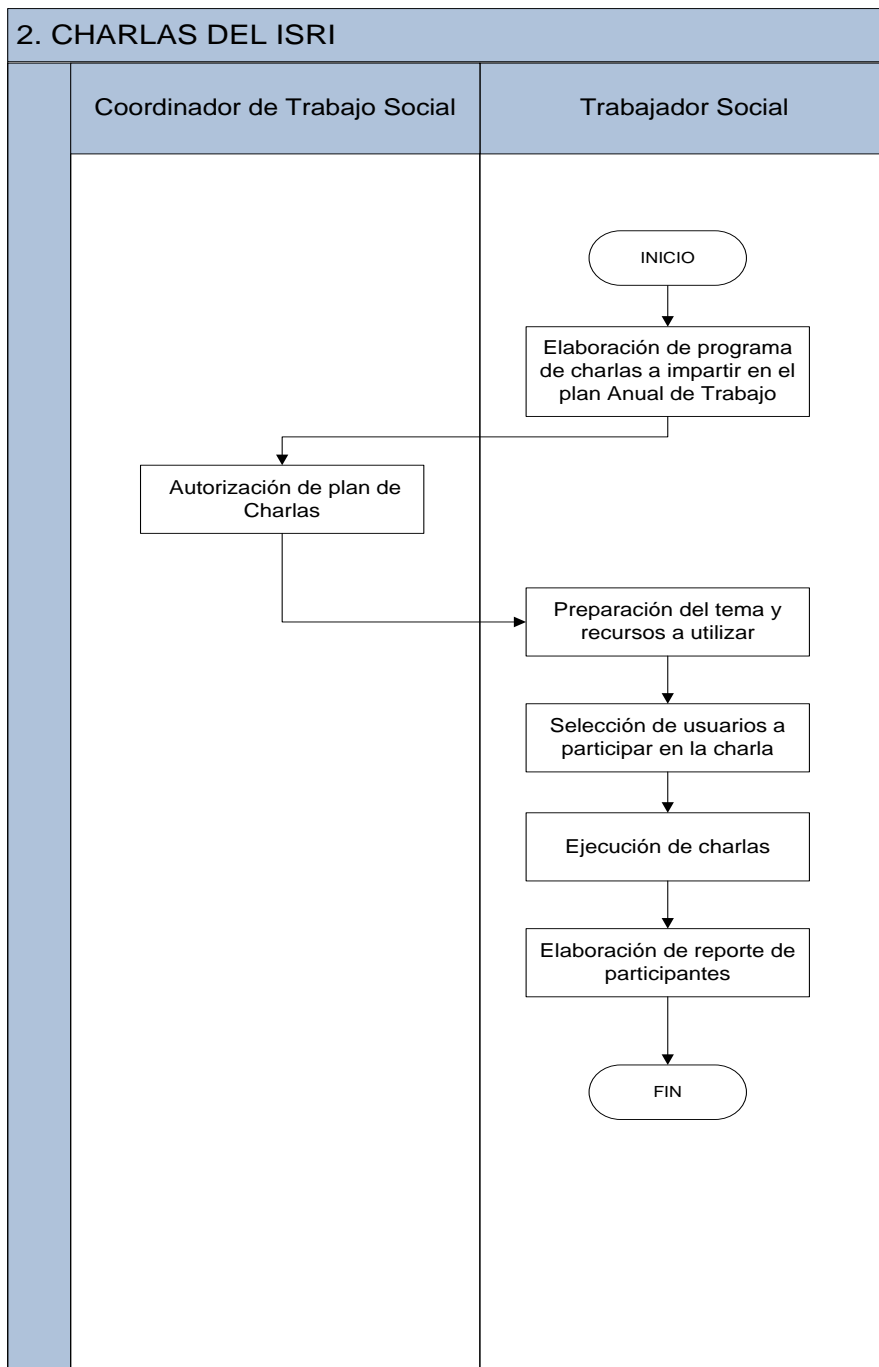 2. CHARLAS DEL ISRI
Coordinador de Trabajo Social
Trabajador Social
INICIO
Elaboración de programa
de charlas a impartir en el
plan Anual de Trabajo
Autorización de plan de
Charlas
Preparación del tema y
recursos a utilizar
Selección de usuarios a
participar en la charla
Ejecución de charlas
Elaboración de reporte de
participantes
FIN